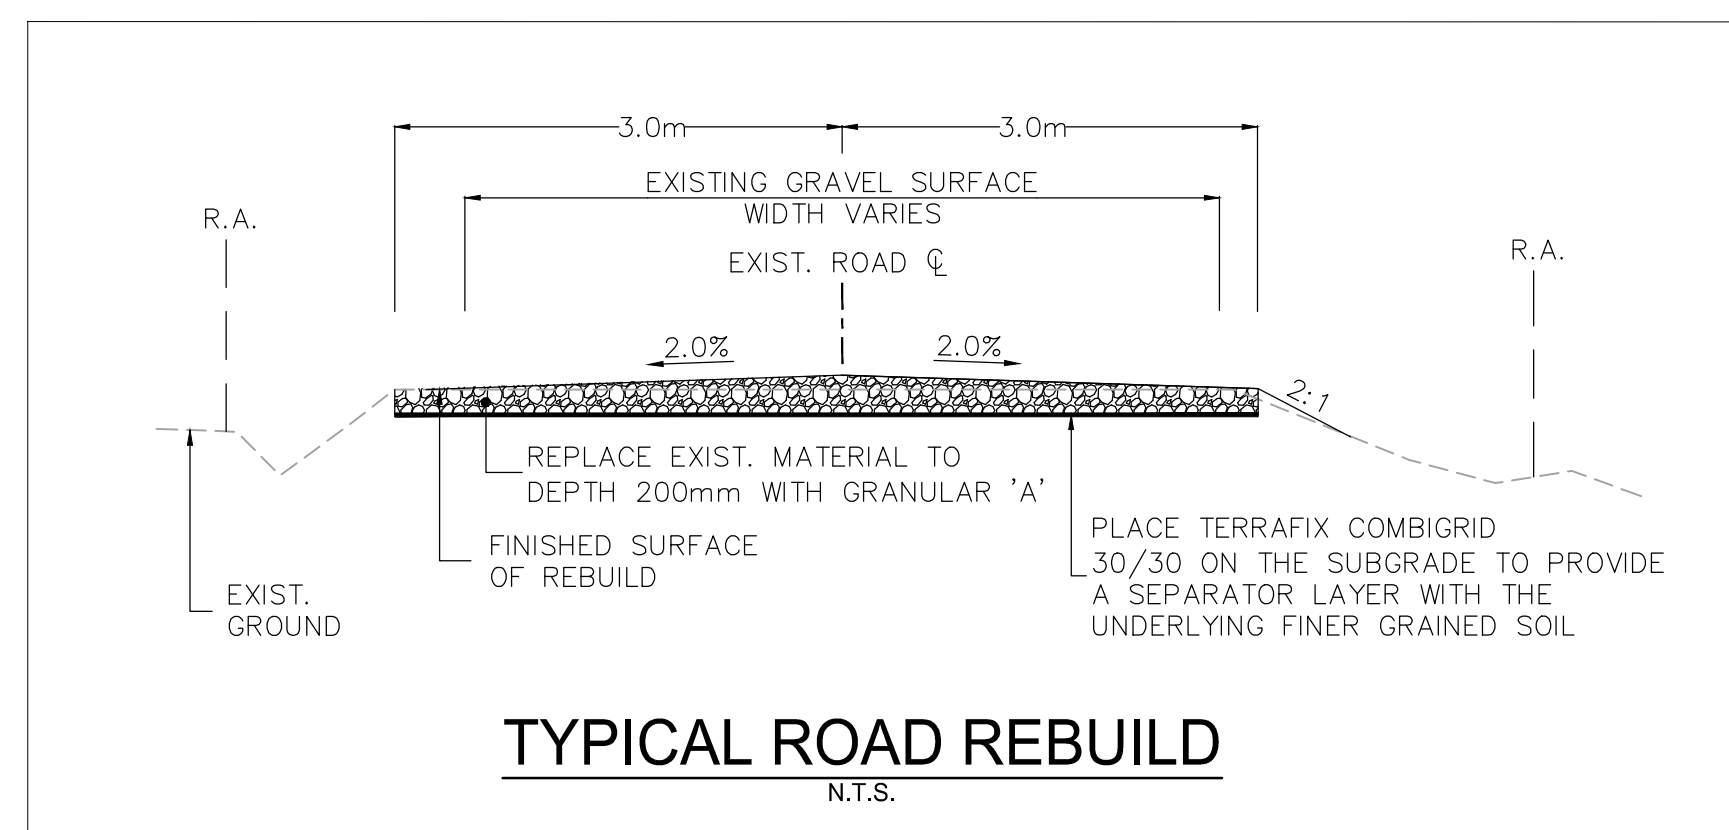 3.0m
3.0m
EXISTING GRAVEL SURFACE
WIDTH VARIES
R.A.
EXIST. ROAD ℄
R.A.
2.0%
2.0%
2:1
REPLACE EXIST. MATERIAL TO
DEPTH 200mm WITH GRANULAR 'A'
FINISHED SURFACE
OF REBUILD
EXIST.
GROUND
PLACE TERRAFIX COMBIGRID
30/30 ON THE SUBGRADE TO PROVIDE
A SEPARATOR LAYER WITH THE
UNDERLYING FINER GRAINED SOIL
TYPICAL ROAD REBUILD
N.T.S.